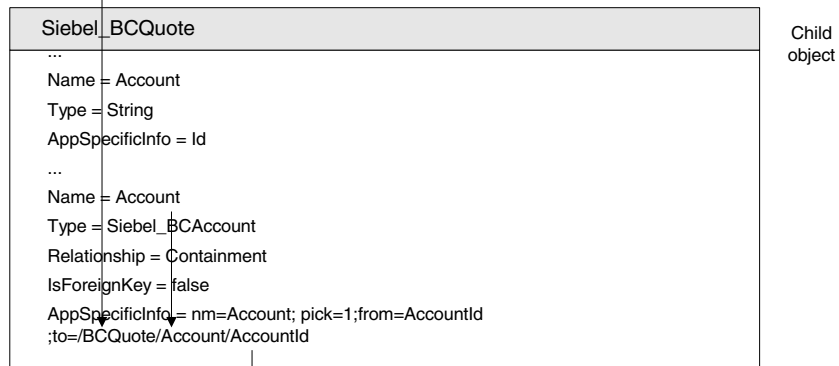 Siebel_BCQuote
Child
object
...
Name = Account
Type = String
AppSpecificInfo = Id
...
Name = Account
Type = Siebel_BCAccount
Relationship = Containment
IsForeignKey = false
AppSpecificInfo = nm=Account; pick=1;from=AccountId
;to=/BCQuote/Account/AccountId